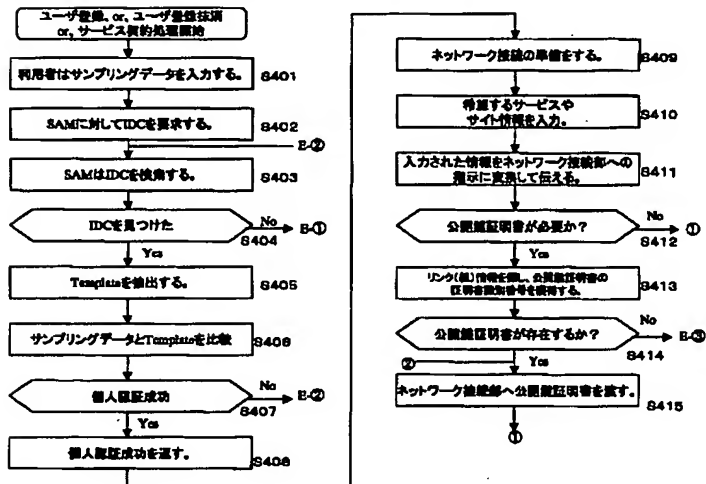 ユーザ登録、or、ユーザ登録抹消
or、サービス契約処理開始
利用者はサンプリングデータを入力する。
S401
SAMに対してIDCを要求する。
S402
E-②
SAMはIDCを検索する。
S403
IDCを見つけた
No
E-①
S404
Yes
Templateを抽出する。
S405
サンプリングデータとTemplateを比較
S406
個人認証成功
No
E-②
S407
Yes
個人認証成功を返す。
S408
ネットワーク接続の準備をする。
S409
希望するサービスや
サイト情報を入力。
S410
入力された情報をネットワーク接続部への
指示に変換して伝える。
S411
公開鍵証明書が必要か?
No
①
S412
Yes
リンク(組)情報を探し、公開鍵証明書の
証明書識別番号を獲得する。
S413
公開鍵証明書が存在するか?
No
E-③
S414
②
Yes
ネットワーク接続部へ公開鍵証明書を渡す。
S415
①